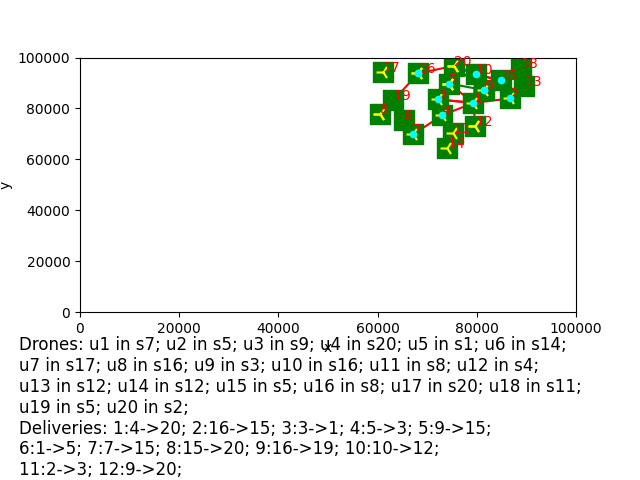 100000
20
19
80000
60000
y
40000
20000
0
0 20000 40000 60000 80000 100000
x
Drones: u1 in s7; u2 in s5; u3 in s9; u4 in s20; u5 in s1; u6 in s14;
u7 in s17; u8 in s16; u9 in s3; u10 in s16; u11 in s8; u12 in s4;
u13 in s12; u14 in s12; u15 in s5; u16 in s8; u17 in s20; u18 in s11;
u19 in s5; u20 in s2;
Deliveries: 1:4->20; 2:16->15; 3:3->1; 4:5->3; 5:9->15;
6:1->5; 7:7->15; 8:15->20; 9:16->19; 10:10->12;
11:2->3; 12:9->20;